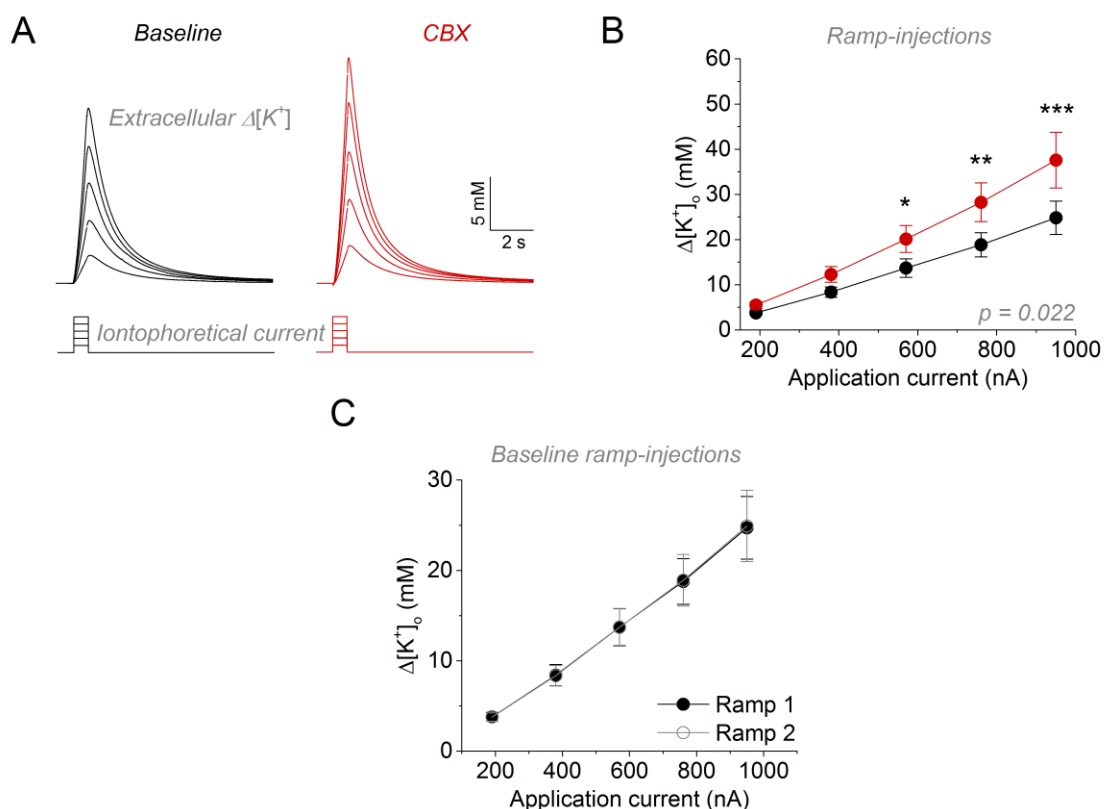 A
Baseline
CBX
Extracellular Δ[K⁺]
5 mM
2 s
Iontophoretical current
B
Ramp-injections
Δ[K⁺]ₒ (mM)
60
50
40
30
20
10
0
*
**
***
p = 0.022
200 400 600 800 1000
Application current (nA)
C
Baseline ramp-injections
Δ[K⁺]ₒ (mM)
30
20
10
0
Ramp 1
Ramp 2
200 400 600 800 1000
Application current (nA)